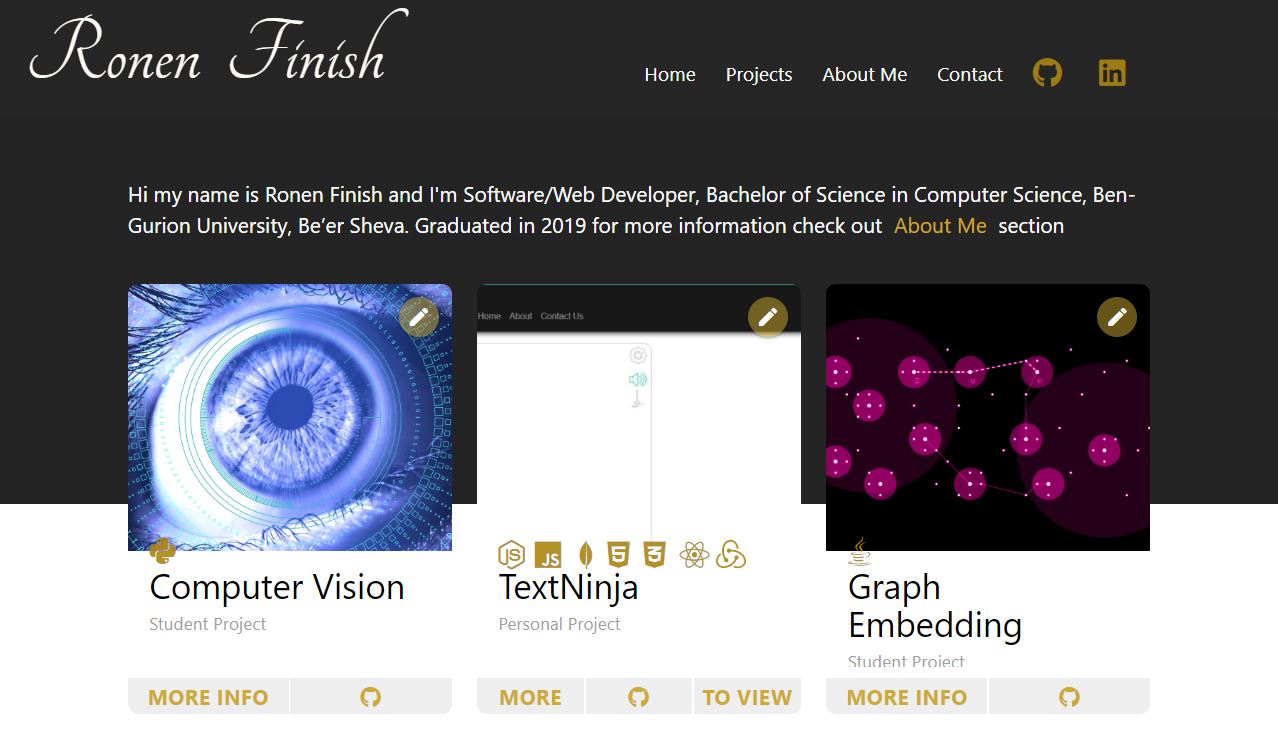 Ronen Finish
Home Projects About Me Contact
Hi my name is Ronen Finish and I'm Software/Web Developer, Bachelor of Science in Computer Science, Ben-
Gurion University, Be’er Sheva. Graduated in 2019 for more information check out About Me section
Home About Contact Us
JS JS
Computer Vision
Student Project
TextNinja
Personal Project
Graph
Embedding
Student Project
MORE INFO
MORE TO VIEW
MORE INFO